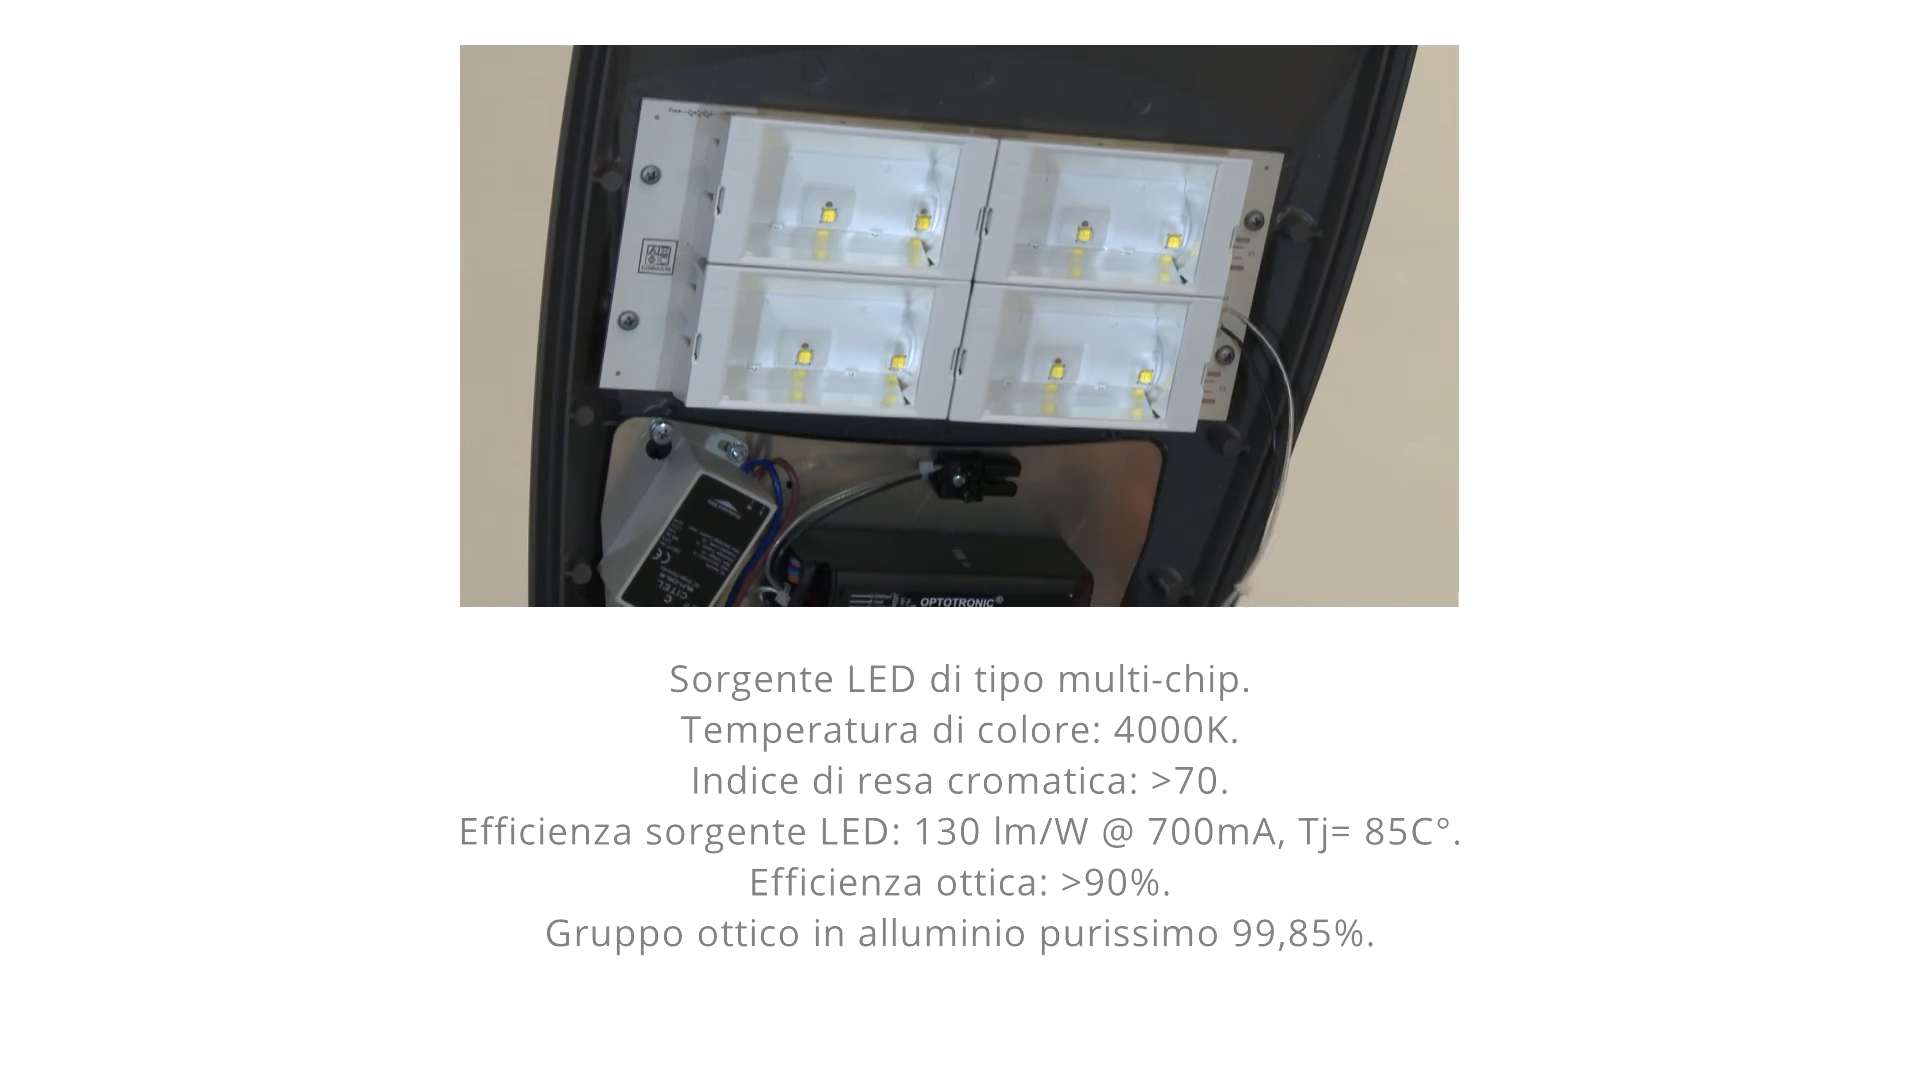 CITEL
OPTOTRONIC®
Sorgente LED di tipo multi-chip.
Temperatura di colore: 4000K.
Indice di resa cromatica: >70.
Efficienza sorgente LED: 130 lm/W @ 700mA, Tj= 85C°.
Efficienza ottica: >90%.
Gruppo ottico in alluminio purissimo 99,85%.